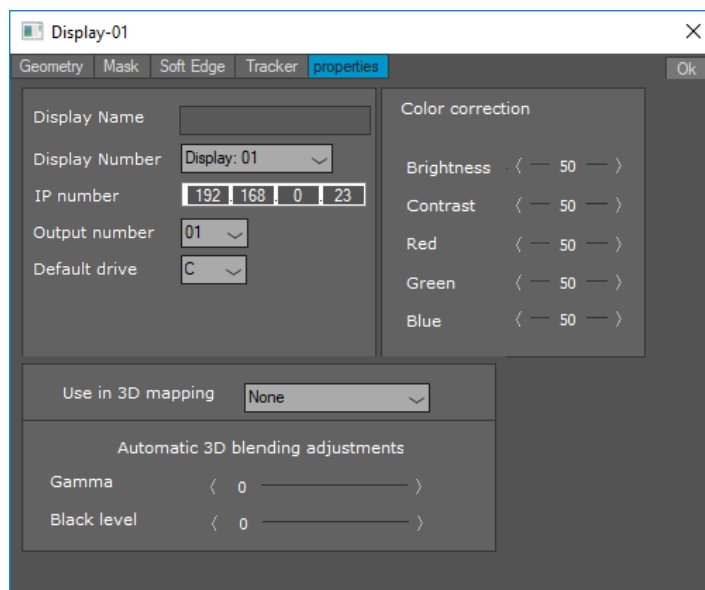 Display-01
Geometry Mask Soft Edge Tracker properties Ok
Display Name
Display Number Display: 01
IP number 192 . 168 . 0 . 23
Output number 01
Default drive C
Color correction
Brightness 50
Contrast 50
Red 50
Green 50
Blue 50
Use in 3D mapping None
Automatic 3D blending adjustments
Gamma 0
Black level 0